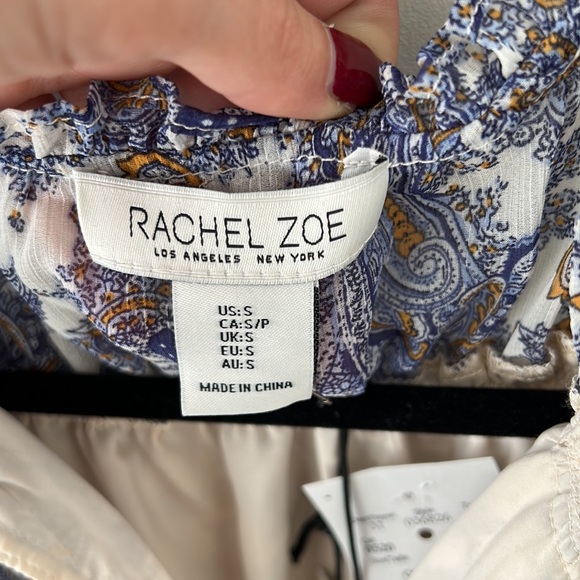 RACHEL ZOE
LOS ANGELES NEW YORK
US: S
CA: S/P
UK: S
EU: S
AU: S
MADE IN CHINA